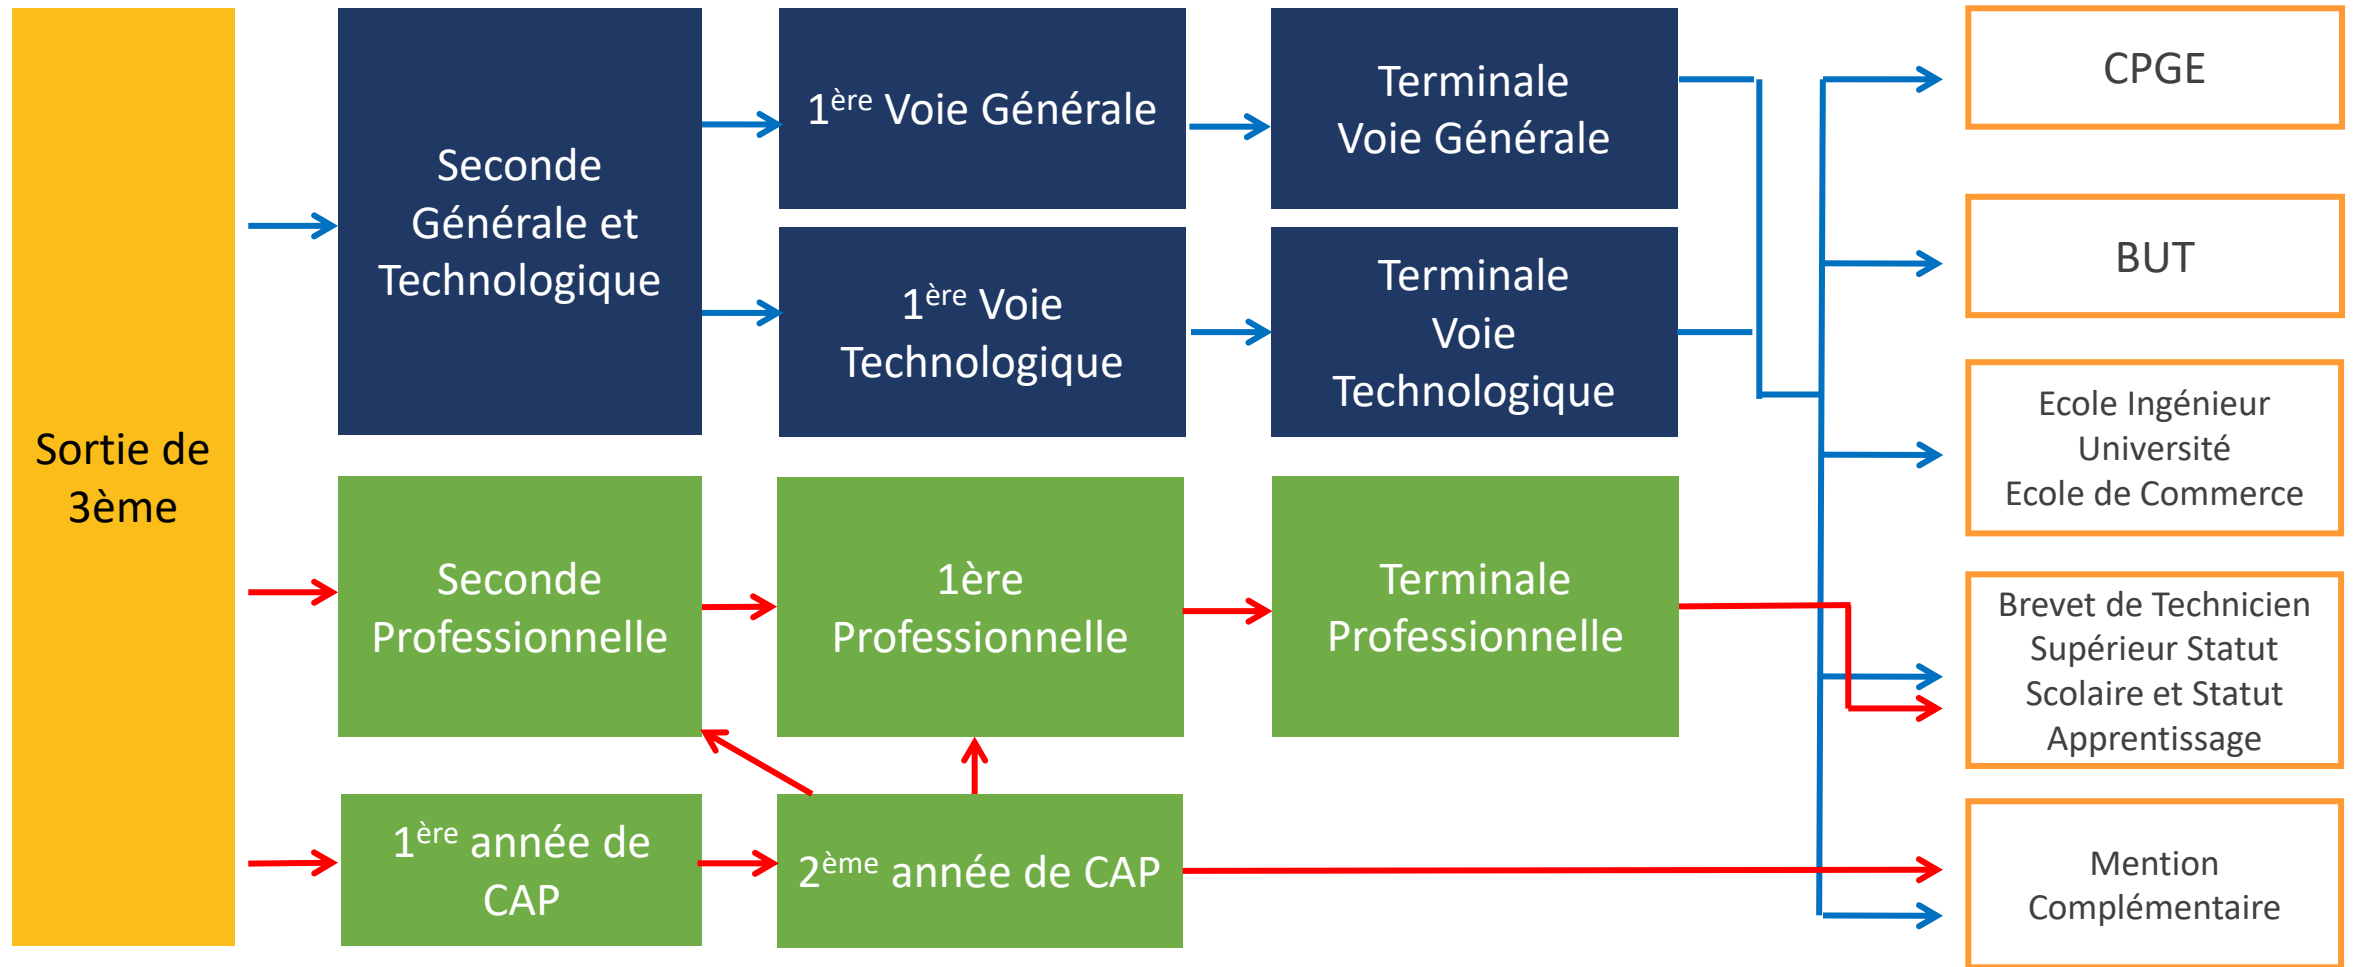 Sortie de
3ème
Seconde
Générale et
Technologique
1ère Voie Générale
Terminale
Voie Générale
1ère Voie
Technologique
Terminale
Voie
Technologique
Seconde
Professionnelle
1ère
Professionnelle
Terminale
Professionnelle
1ère année de
CAP
2ème année de CAP
CPGE
BUT
Ecole Ingénieur
Université
Ecole de Commerce
Brevet de Technicien
Supérieur Statut
Scolaire et Statut
Apprentissage
Mention
Complémentaire